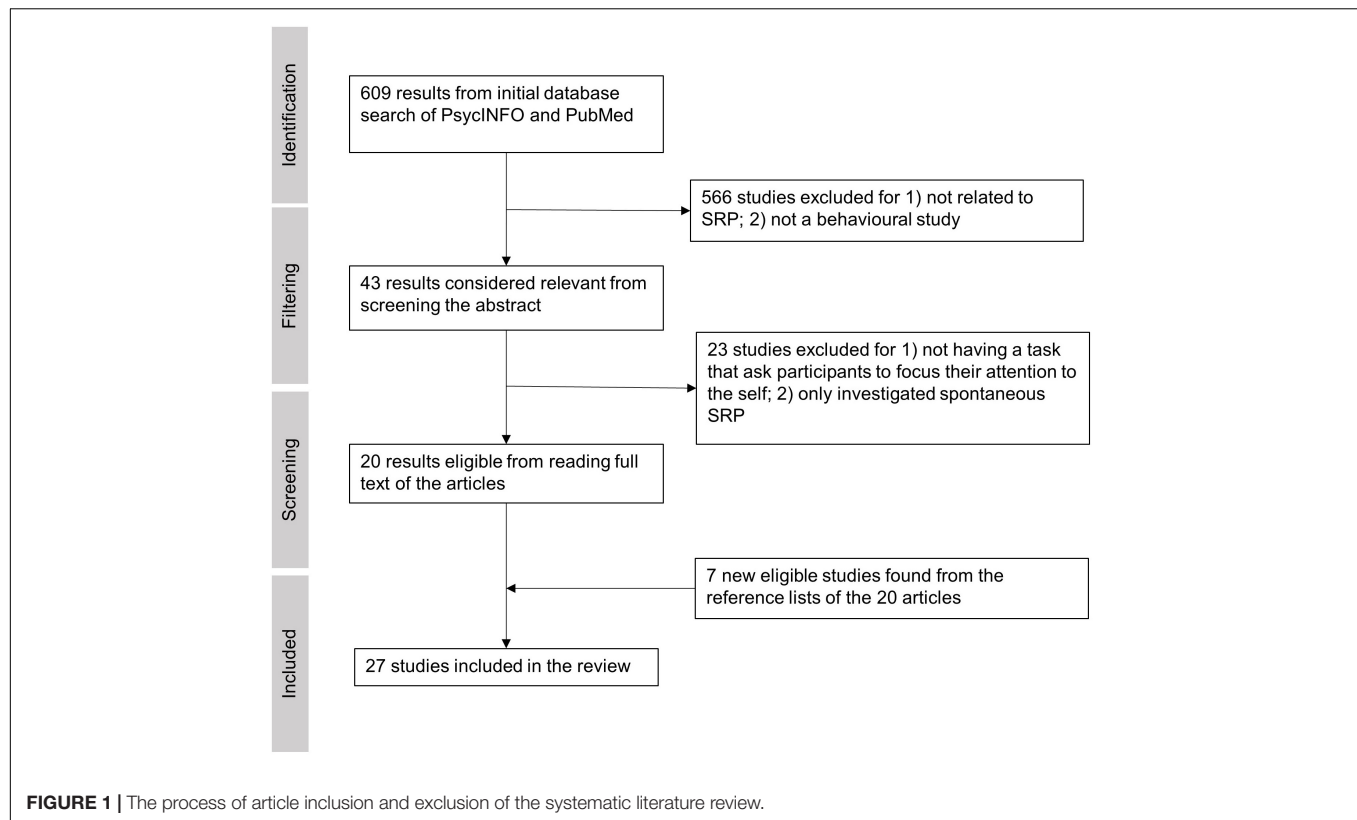 Identification
609 results from initial database
search of PsycINFO and PubMed
566 studies excluded for 1) not related to
SRP; 2) not a behavioural study
Filtering
43 results considered relevant from
screening the abstract
23 studies excluded for 1) not having a task
that ask participants to focus their attention to
the self; 2) only investigated spontaneous
SRP
Screening
20 results eligible from reading full
text of the articles
7 new eligible studies found from the
reference lists of the 20 articles
Included
27 studies included in the review
FIGURE 1 | The process of article inclusion and exclusion of the systematic literature review.